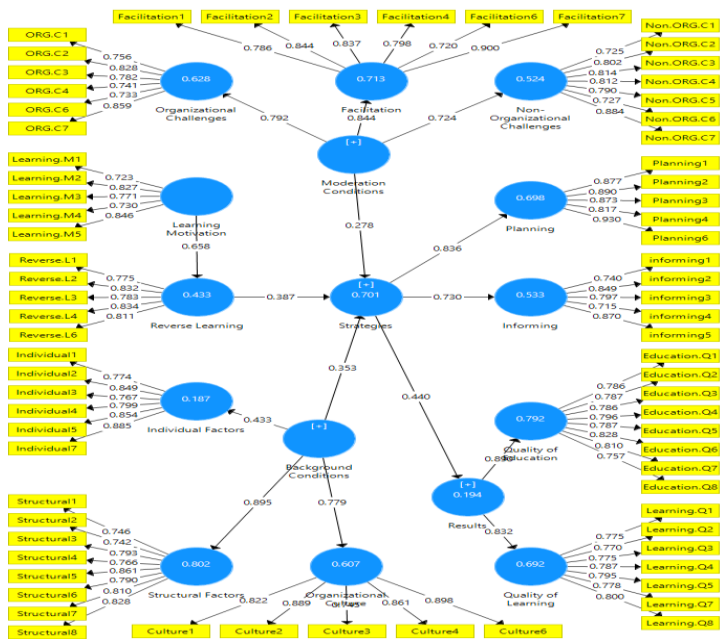 Facilitation1
Facilitation2
Facilitation3
Facilitation4
Facilitation6
Facilitation7
0.786
0.844
0.837
0.798
0.720
0.900
ORG.C1
ORG.C2
ORG.C3
ORG.C4
ORG.C6
ORG.C7
0.756
0.828
0.782
0.741
0.733
0.859
0.628
Organizational
Challenges
0.713
Facilitation
0.524
Non-
Organizational
Challenges
0.725
0.802
0.814
0.812
0.790
0.727
0.884
Non.ORG.C1
Non.ORG.C2
Non.ORG.C3
Non.ORG.C4
Non.ORG.C5
Non.ORG.C6
Non.ORG.C7
0.792
0.844
0.724
[+]
Moderation
Conditions
Learning.M1
Learning.M2
Learning.M3
Learning.M4
Learning.M5
0.723
0.827
0.771
0.730
0.846
Learning
Motivation
0.658
0.278
0.698
Planning
0.836
0.877
0.890
0.873
0.817
0.930
Planning1
Planning2
Planning3
Planning4
Planning6
Reverse.L1
Reverse.L2
Reverse.L3
Reverse.L4
Reverse.L6
0.775
0.832
0.783
0.834
0.811
0.433
Reverse Learning
0.387
[+]
0.701
Strategies
0.730
0.533
Informing
0.740
0.849
0.797
0.715
0.870
informing1
informing2
informing3
informing4
informing5
Individual1
Individual2
Individual3
Individual4
Individual5
Individual7
0.774
0.849
0.767
0.799
0.854
0.885
0.187
Individual Factors
0.433
0.353
[+]
Background
Conditions
0.440
0.792
Quality of
Education
0.786
0.787
0.786
0.796
0.787
0.828
0.810
0.757
Education.Q1
Education.Q2
Education.Q3
Education.Q4
Education.Q5
Education.Q6
Education.Q7
Education.Q8
[+]
0.194
Results
0.832
0.895
0.779
Structural1
Structural2
Structural3
Structural4
Structural5
Structural6
Structural7
Structural8
0.746
0.742
0.793
0.766
0.861
0.790
0.810
0.828
0.802
Structural Factors
0.607
Organizational
0.822
0.889
0.861
0.898
Culture1
Culture2
Culture3
Culture4
Culture6
0.692
Quality of
Learning
0.775
0.770
0.775
0.787
0.795
0.778
0.800
Learning.Q1
Learning.Q2
Learning.Q3
Learning.Q4
Learning.Q5
Learning.Q7
Learning.Q8